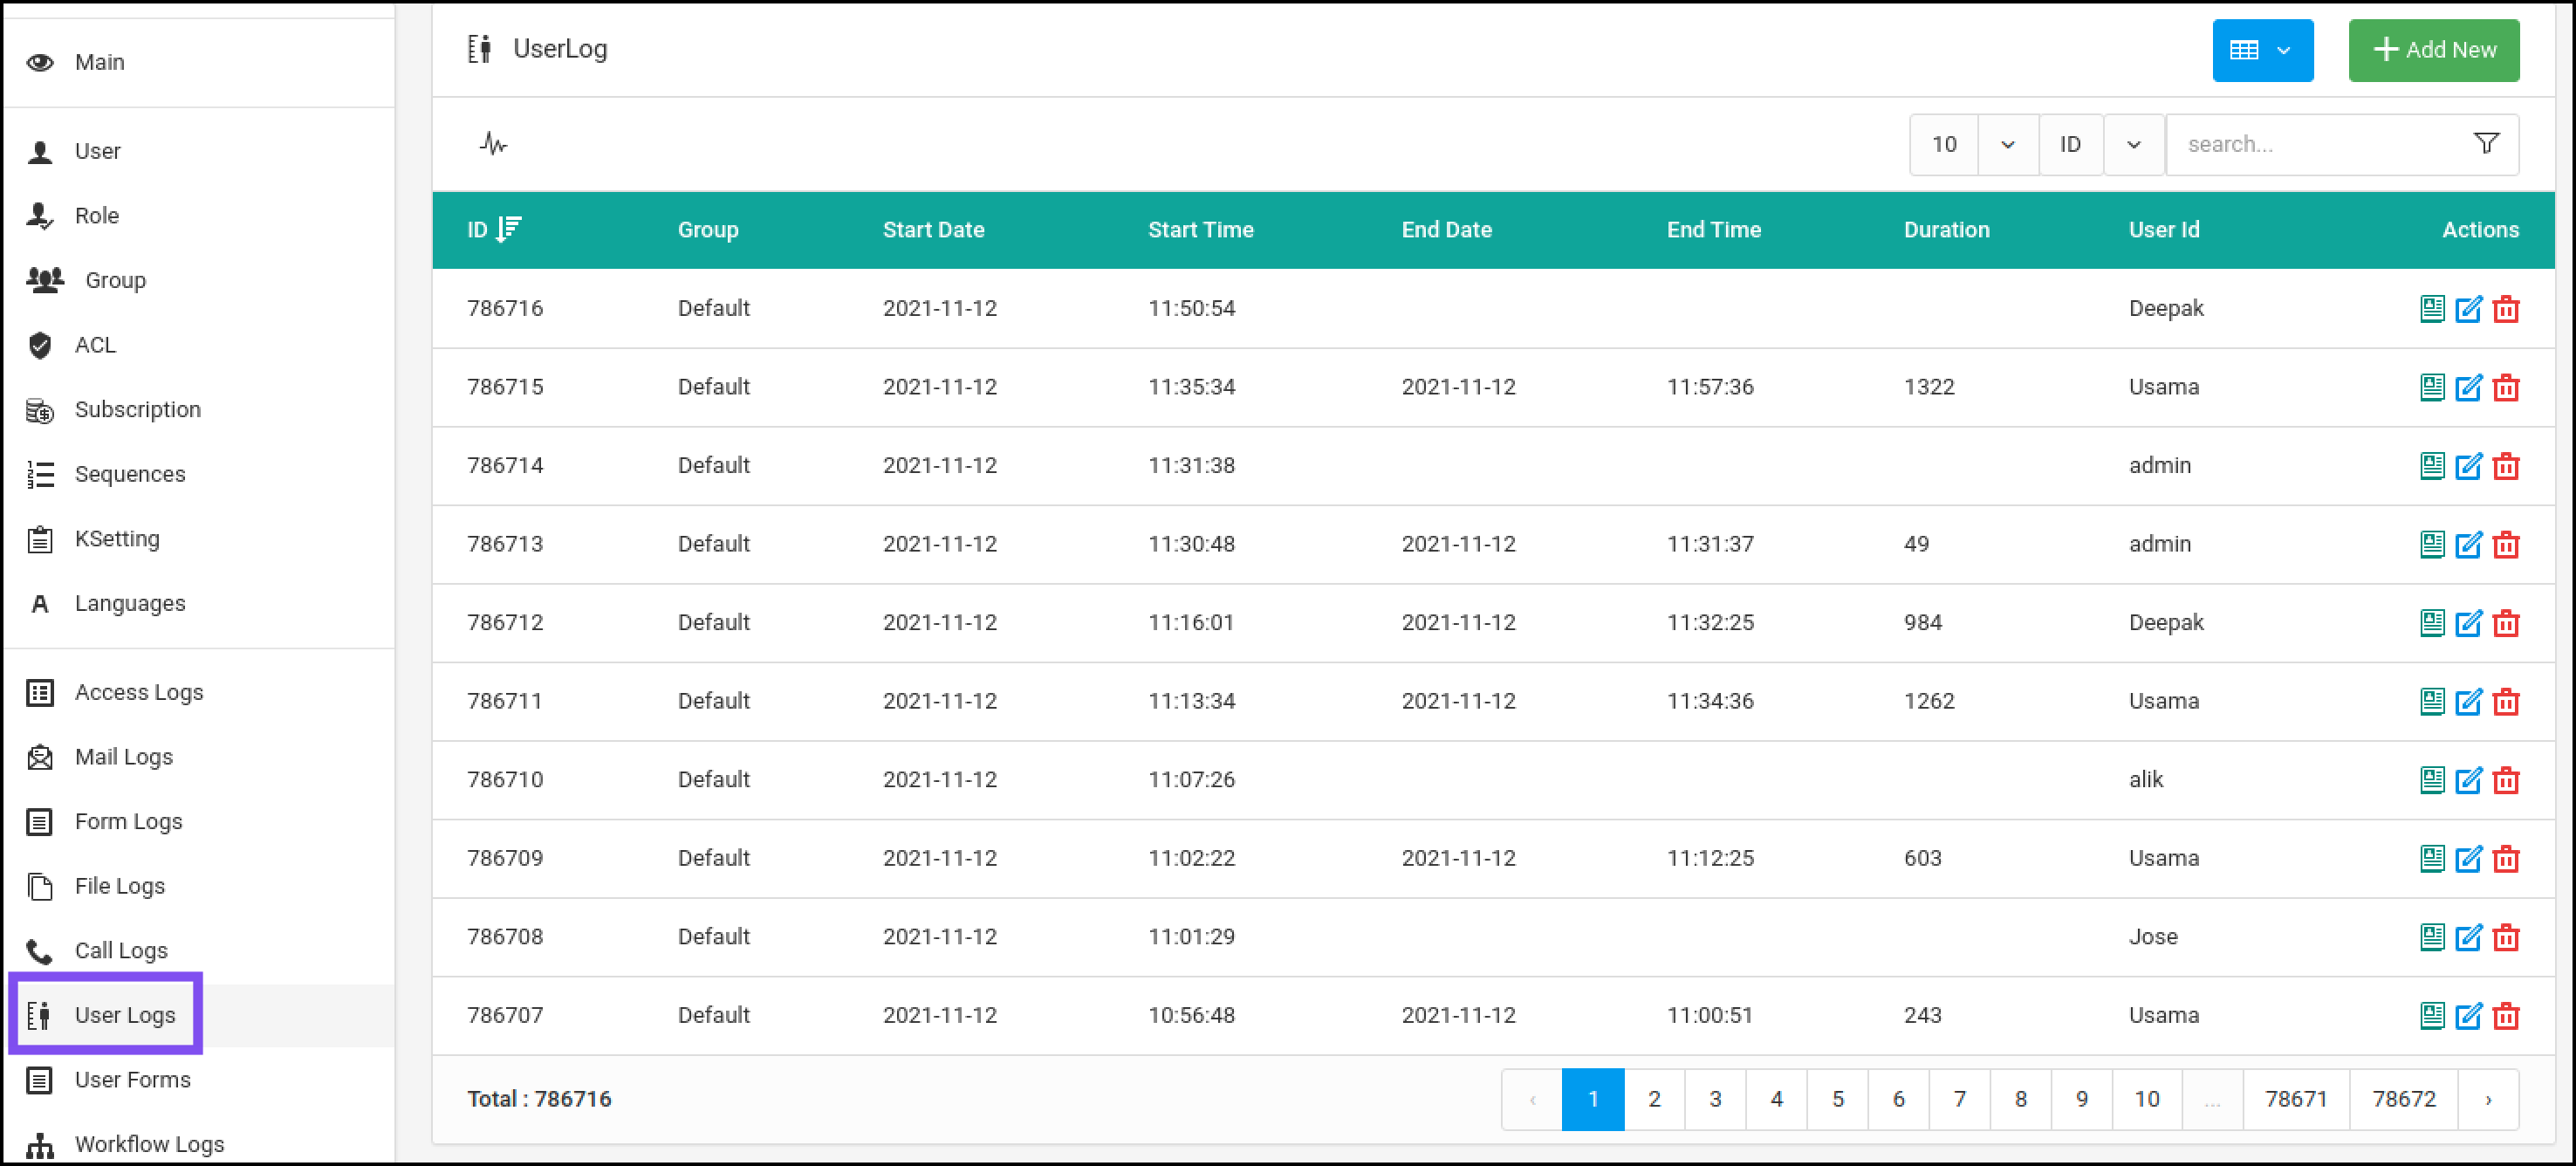 Main
User
Role
Group
ACL
Subscription
Sequences
KSetting
Languages
Access Logs
Mail Logs
Form Logs
File Logs
Call Logs
User Logs
User Forms
Workflow Logs
UserLog
Add New
10 ID search...
ID Group Start Date Start Time End Date End Time Duration User Id Actions
786716 Default 2021-11-12 11:50:54 Deepak
786715 Default 2021-11-12 11:35:34 2021-11-12 11:57:36 1322 Usama
786714 Default 2021-11-12 11:31:38 admin
786713 Default 2021-11-12 11:30:48 2021-11-12 11:31:37 49 admin
786712 Default 2021-11-12 11:16:01 2021-11-12 11:32:25 984 Deepak
786711 Default 2021-11-12 11:13:34 2021-11-12 11:34:36 1262 Usama
786710 Default 2021-11-12 11:07:26 alik
786709 Default 2021-11-12 11:02:22 2021-11-12 11:12:25 603 Usama
786708 Default 2021-11-12 11:01:29 Jose
786707 Default 2021-11-12 10:56:48 2021-11-12 11:00:51 243 Usama
Total : 786716 ‹ 1 2 3 4 5 6 7 8 9 10 ... 78671 78672 ›